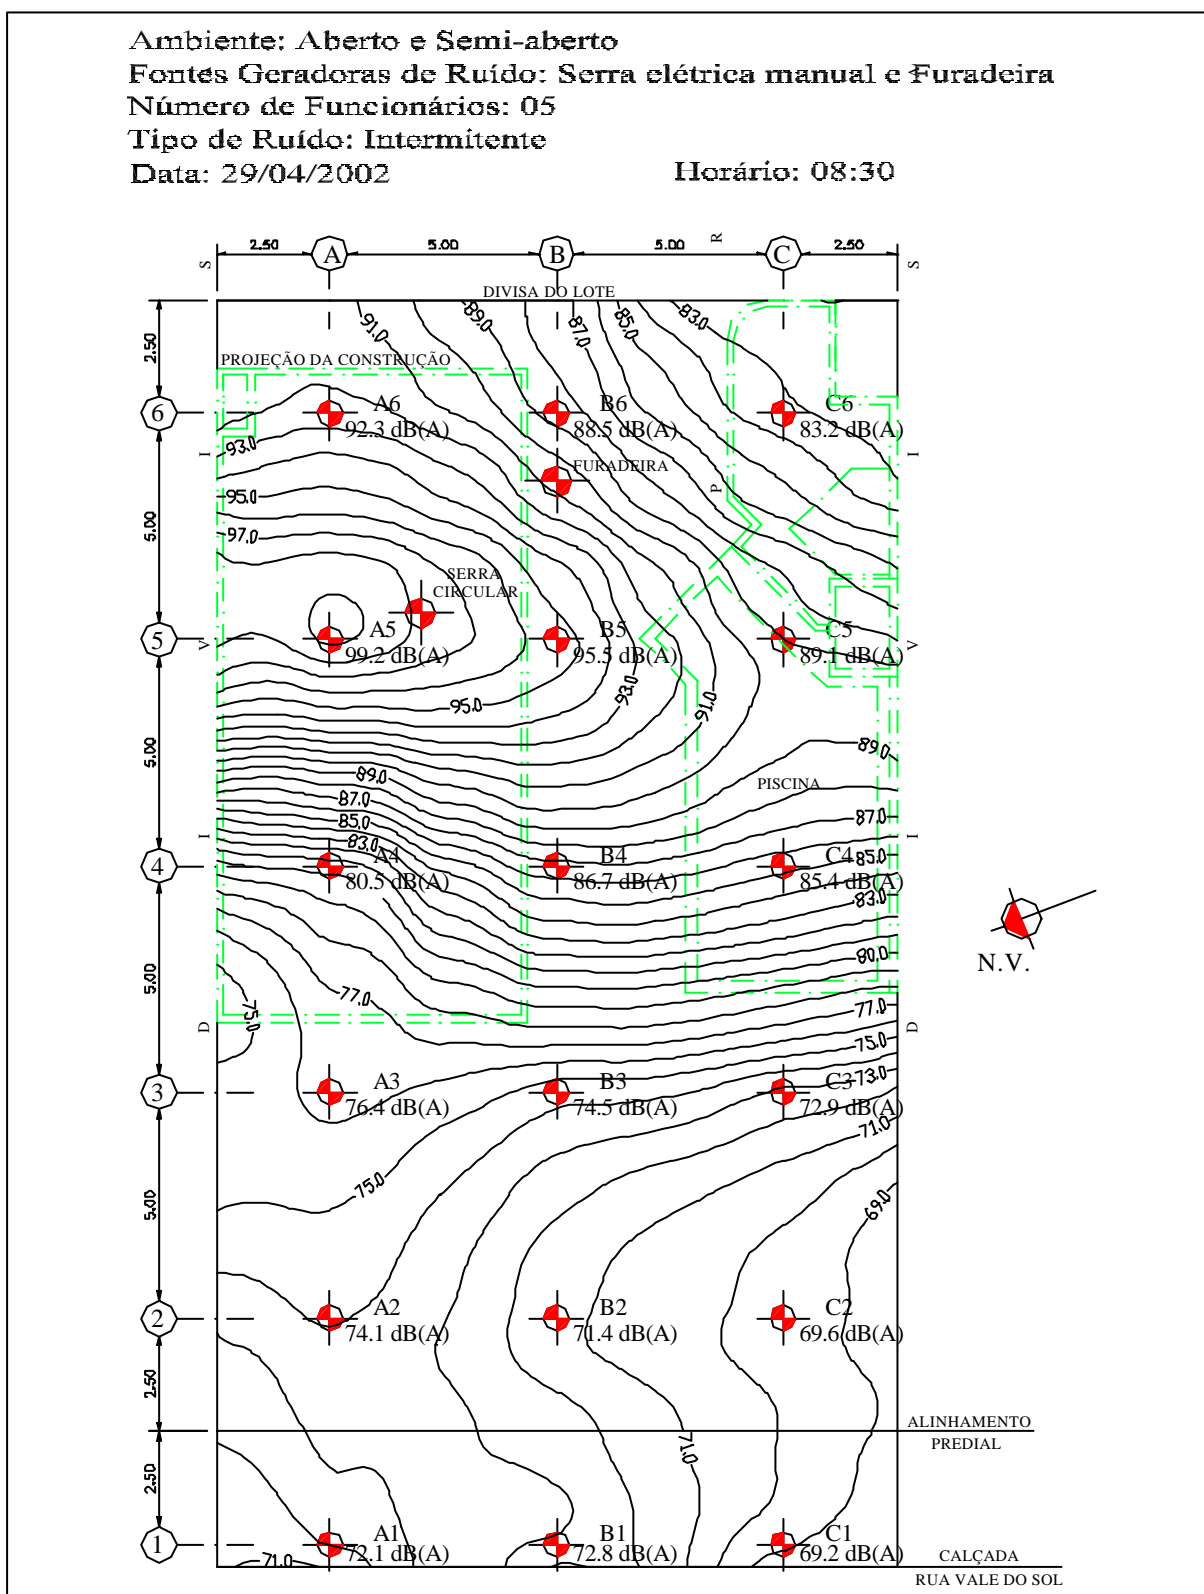 Ambiente: Aberto e Semi-aberto
Fontes Geradoras de Ruído: Serra elétrica manual e Furadeira
Número de Funcionários: 05
Tipo de Ruído: Intermitente
Data: 29/04/2002 Horário: 08:30
S 2.50 A 5.00 B 5.00 R C 2.50 S
DIVISA DO LOTE
91.0 89.0 87.0 85.0 83.0
2.50
PROJEÇÃO DA CONSTRUÇÃO
6 A6 B6 C6
92.3 dB(A) 88.5 dB(A) 83.2 dB(A)
I 93.0 I
FURADEIRA
95.0 P
5.00 97.0
SERRA
CIRCULAR
5 V A5 B5 C5 V
99.2 dB(A) 95.5 dB(A) 89.1 dB(A)
93.0
95.0 91.0
5.00 89.0
89.0 PISCINA
87.0 87.0
85.0
I 83.0 I
4 A4 B4 C4 85.0
80.5 dB(A) 86.7 dB(A) 85.4 dB(A)
83.0
80.0
N.V.
5.00 77.0
75.0 77.0
D D
75.0
3 A3 B3 C3 73.0
76.4 dB(A) 74.5 dB(A) 72.9 dB(A)
71.0
75.0
5.00 69.0
2 A2 B2 C2
74.1 dB(A) 71.4 dB(A) 69.6 dB(A)
2.50
ALINHAMENTO
PREDIAL
71.0
2.50
1 A1 B1 C1
72.1 dB(A) 72.8 dB(A) 69.2 dB(A)
71.0
CALÇADA
RUA VALE DO SOL